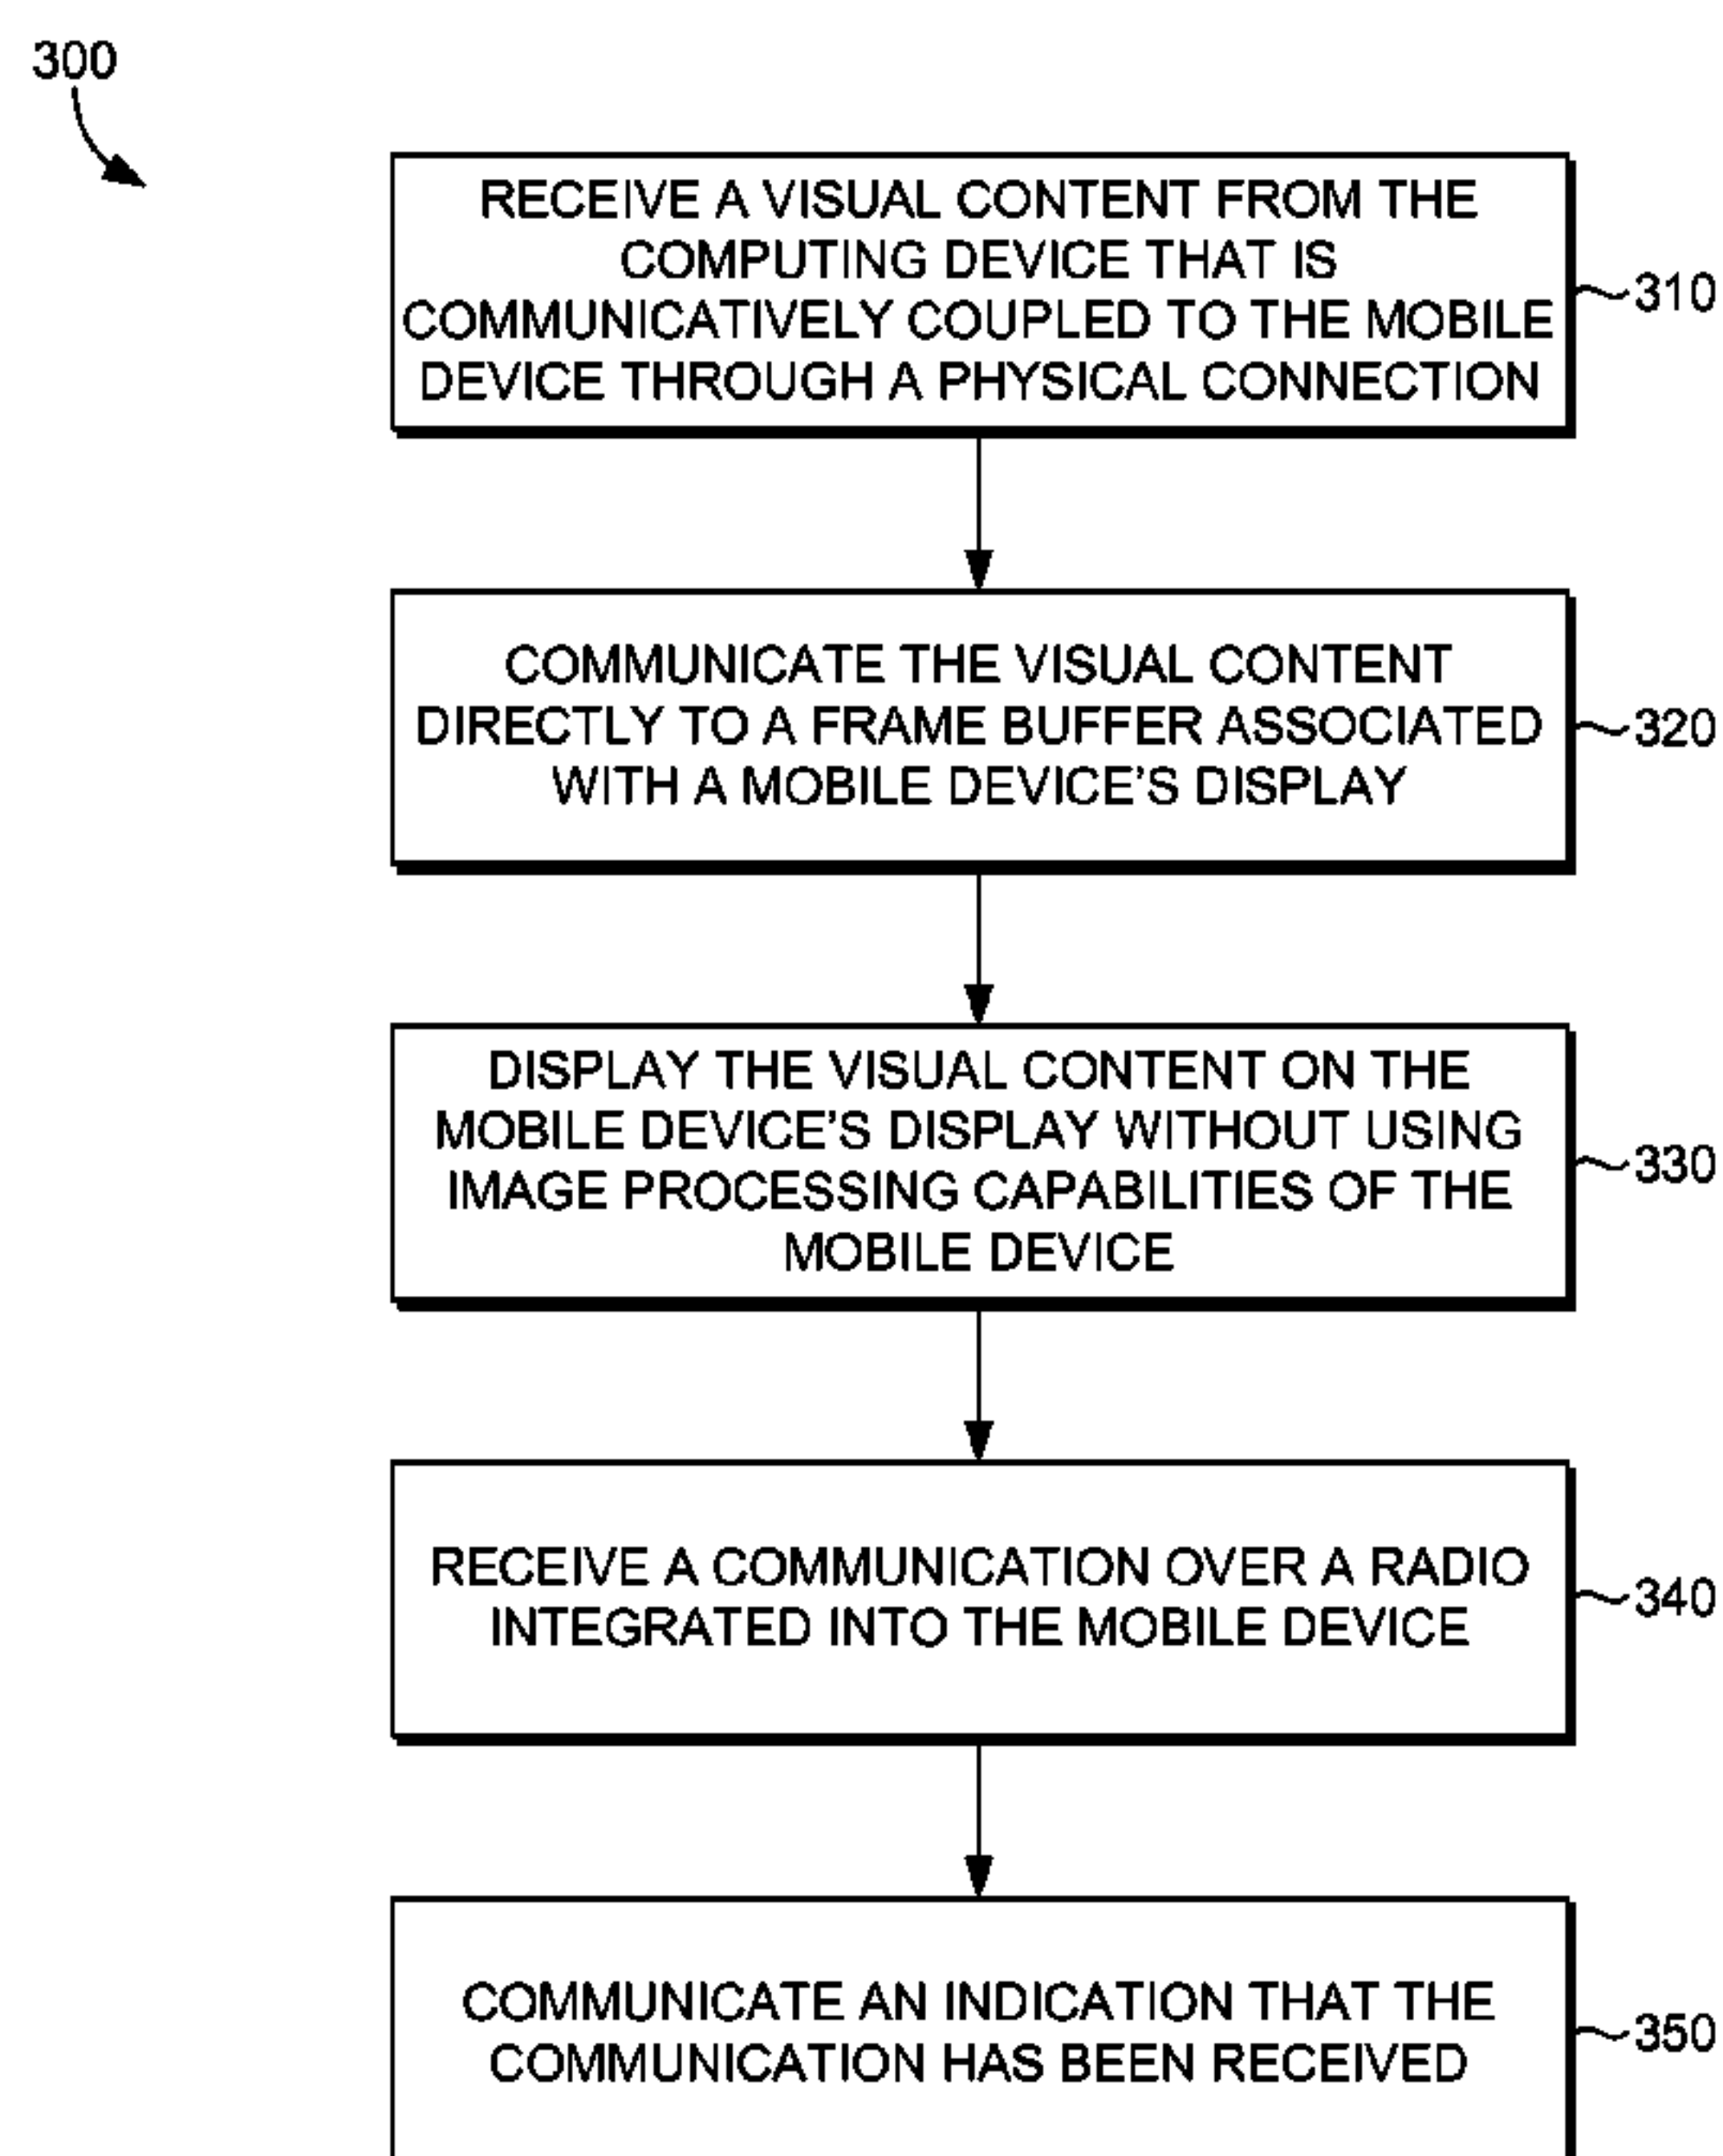 300
RECEIVE A VISUAL CONTENT FROM THE
COMPUTING DEVICE THAT IS
COMMUNICATIVELY COUPLED TO THE MOBILE
DEVICE THROUGH A PHYSICAL CONNECTION
310
COMMUNICATE THE VISUAL CONTENT
DIRECTLY TO A FRAME BUFFER ASSOCIATED
WITH A MOBILE DEVICE'S DISPLAY
320
DISPLAY THE VISUAL CONTENT ON THE
MOBILE DEVICE'S DISPLAY WITHOUT USING
IMAGE PROCESSING CAPABILITIES OF THE
MOBILE DEVICE
330
RECEIVE A COMMUNICATION OVER A RADIO
INTEGRATED INTO THE MOBILE DEVICE
340
COMMUNICATE AN INDICATION THAT THE
COMMUNICATION HAS BEEN RECEIVED
350